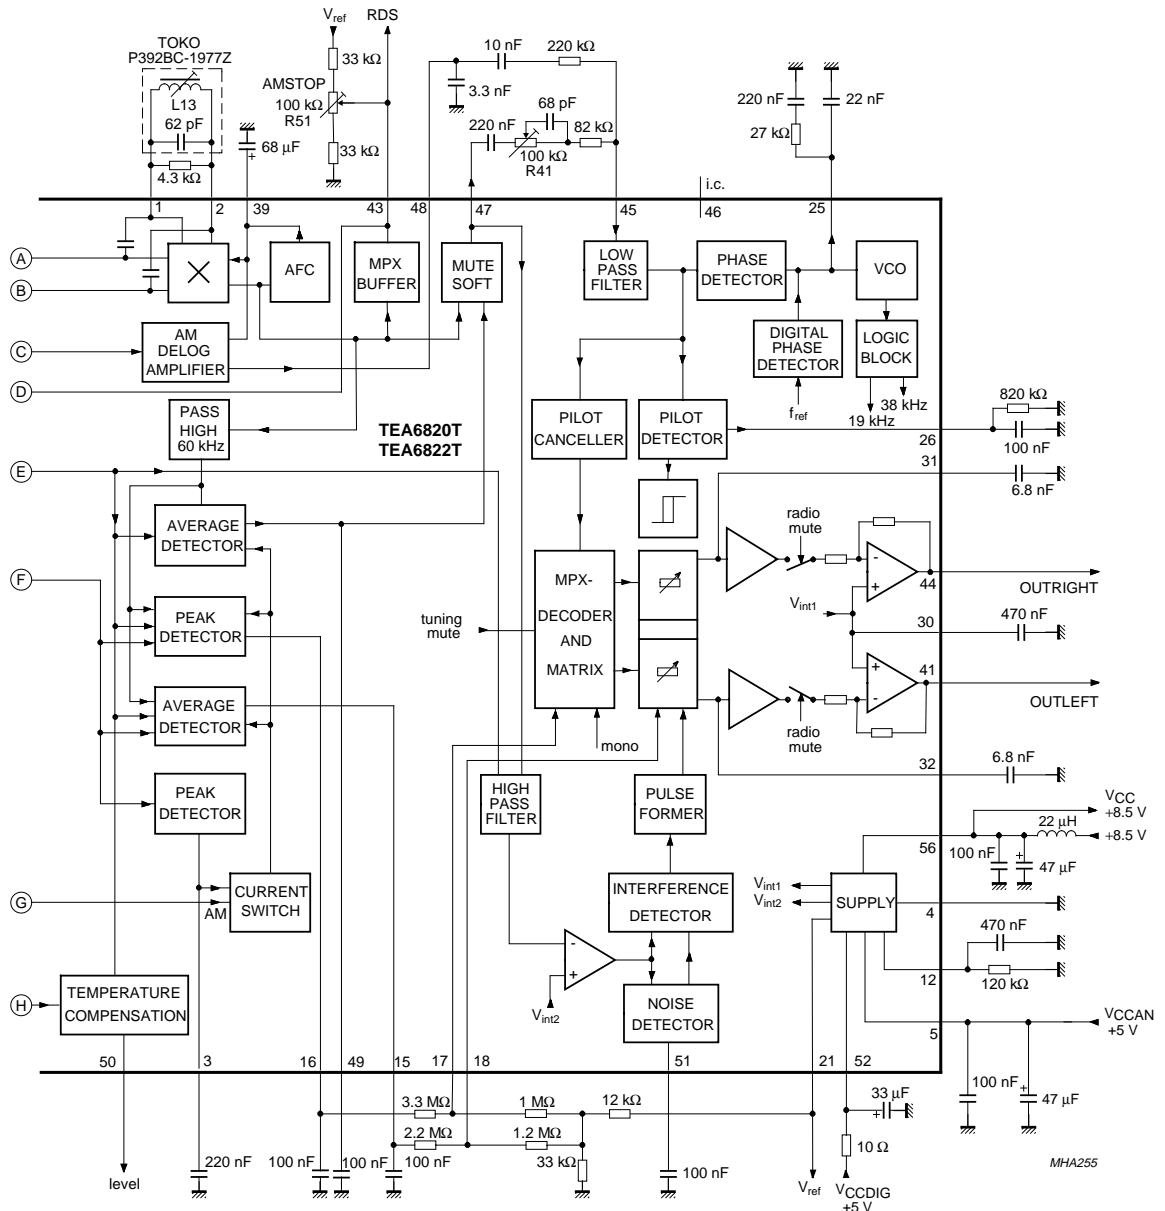 Vref
RDS
TOKO
P392BC-1977Z
L13
62 pF
4.3 kΩ
68 μF
+
33 kΩ
AMSTOP
100 kΩ
R51
33 kΩ
10 nF
220 kΩ
3.3 nF
68 pF
220 nF
82 kΩ
100 kΩ
R41
220 nF
22 nF
27 kΩ
i.c.
1
2
39
43
48
47
45
46
25
A
B
C
D
E
F
G
H
AFC
MPX
BUFFER
MUTE
SOFT
LOW
PASS
FILTER
PHASE
DETECTOR
VCO
AM
DELOG
AMPLIFIER
DIGITAL
PHASE
DETECTOR
LOGIC
BLOCK
fref
38 kHz
19 kHz
PASS
HIGH
60 kHz
TEA6820T
TEA6822T
PILOT
CANCELLER
PILOT
DETECTOR
820 kΩ
26
100 nF
31
6.8 nF
AVERAGE
DETECTOR
radio
mute
-
+
44
OUTRIGHT
MPX-
DECODER
AND
MATRIX
tuning
mute
Vint1
30
470 nF
PEAK
DETECTOR
AVERAGE
DETECTOR
+
-
41
OUTLEFT
radio
mute
mono
32
6.8 nF
PEAK
DETECTOR
HIGH
PASS
FILTER
PULSE
FORMER
VCC
+8.5 V
22 μH
+8.5 V
56
100 nF
+
47 μF
AM
CURRENT
SWITCH
INTERFERENCE
DETECTOR
Vint1
Vint2
SUPPLY
4
470 nF
12
120 kΩ
-
+
Vint2
NOISE
DETECTOR
TEMPERATURE
COMPENSATION
VCCAN
+5 V
5
50
3
16
49
15
17
18
51
21
52
100 nF
+
47 μF
3.3 MΩ
1 MΩ
12 kΩ
33 μF
+
2.2 MΩ
1.2 MΩ
10 Ω
33 kΩ
220 nF
100 nF
100 nF
100 nF
100 nF
level
Vref
VCCDIG
+5 V
MHA255